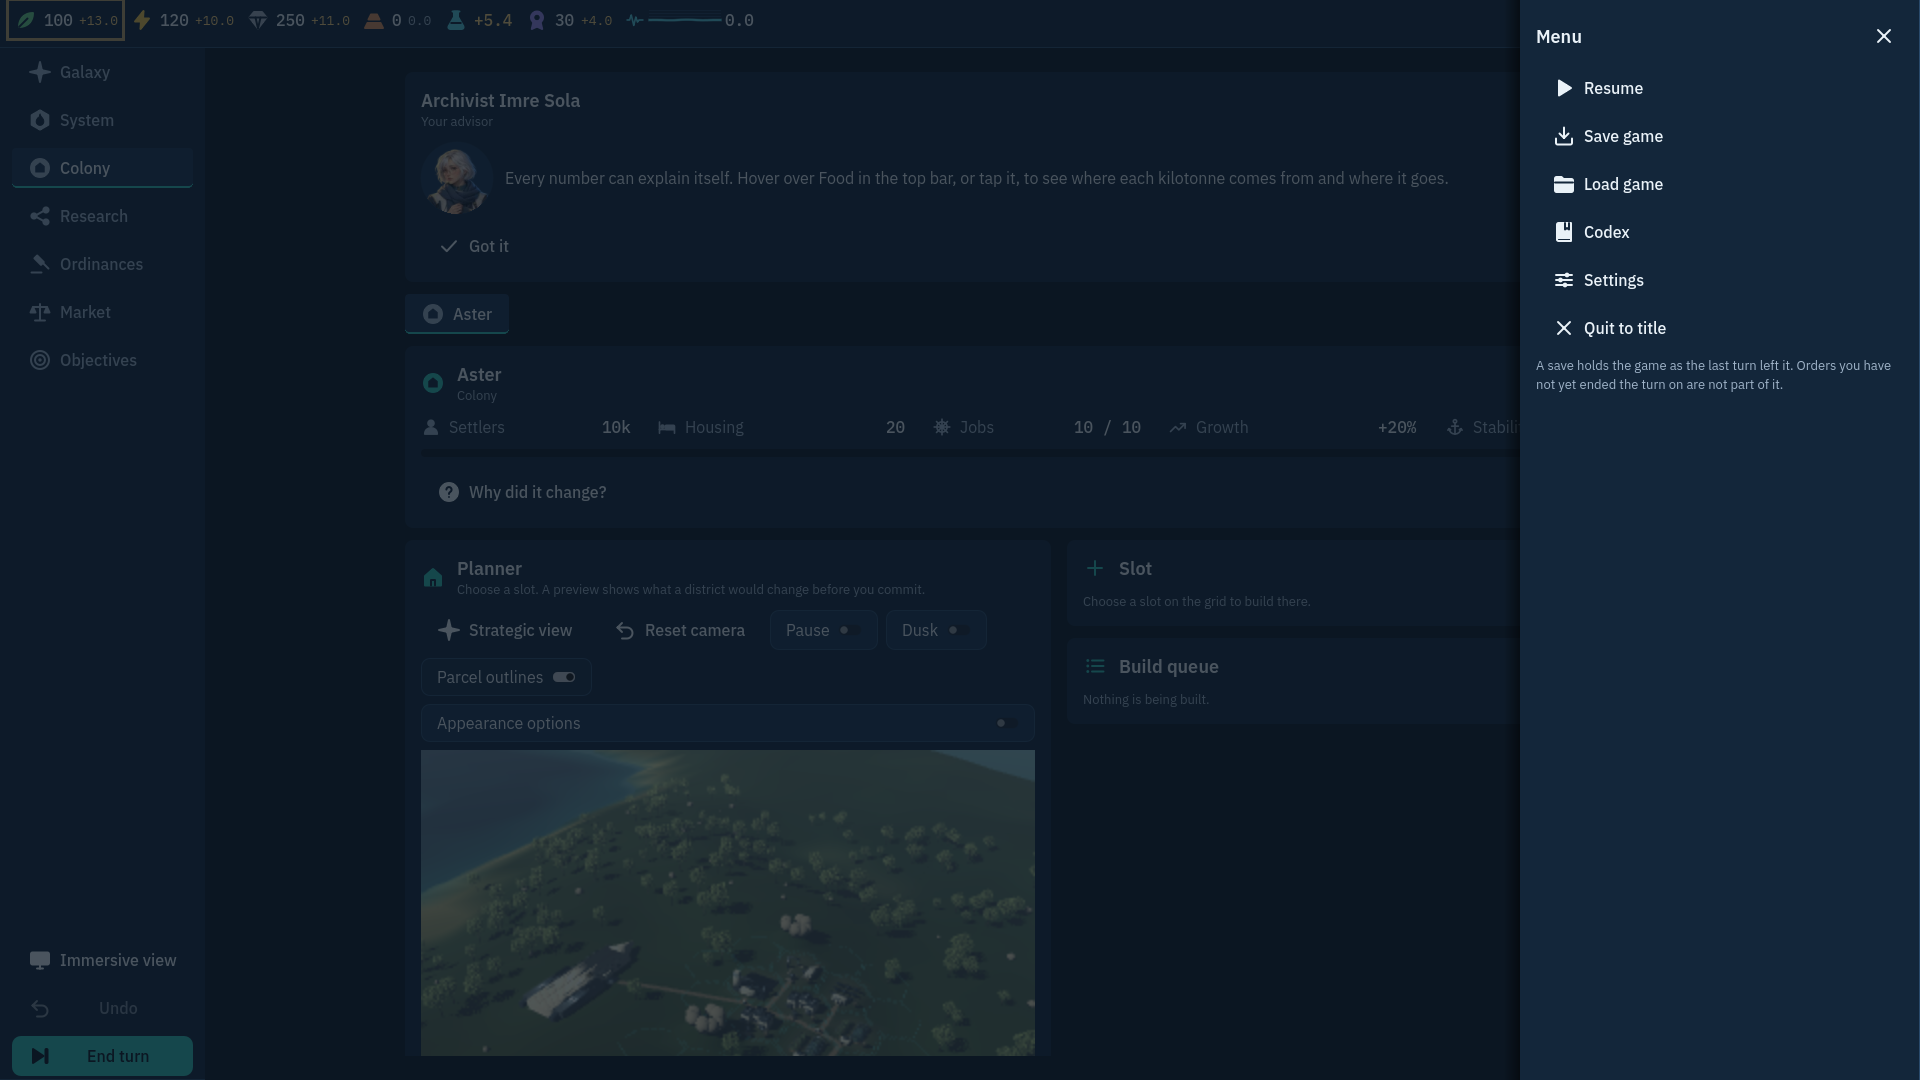 100 +13.0 120 +10.0 250 +11.0 0 0.0 +5.4 30 +4.0 0.0
Galaxy
System
Colony
Research
Ordinances
Market
Objectives
Immersive view
Undo
End turn
Archivist Imre Sola
Your advisor
Every number can explain itself. Hover over Food in the top bar, or tap it, to see where each kilotonne comes from and where it goes.
Got it
Aster
Aster
Colony
Settlers 10k Housing 20 Jobs 10 / 10 Growth +20% Stabili
Why did it change?
Planner
Choose a slot. A preview shows what a district would change before you commit.
Strategic view Reset camera Pause Dusk
Parcel outlines
Appearance options
Slot
Choose a slot on the grid to build there.
Build queue
Nothing is being built.
Menu
Resume
Save game
Load game
Codex
Settings
Quit to title
A save holds the game as the last turn left it. Orders you have
not yet ended the turn on are not part of it.